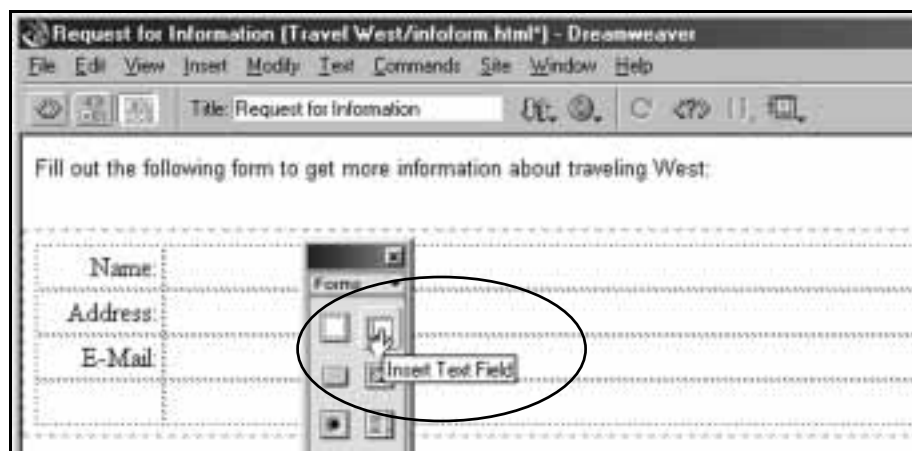 Request for Information (Travel West/infoform.html*) - Dreamweaver
File Edit View Insert Modify Text Commands Site Window Help
Title: Request for Information
Fill out the following form to get more information about traveling West:
Name:
Forms
Address:
E-Mail:
Insert Text Field